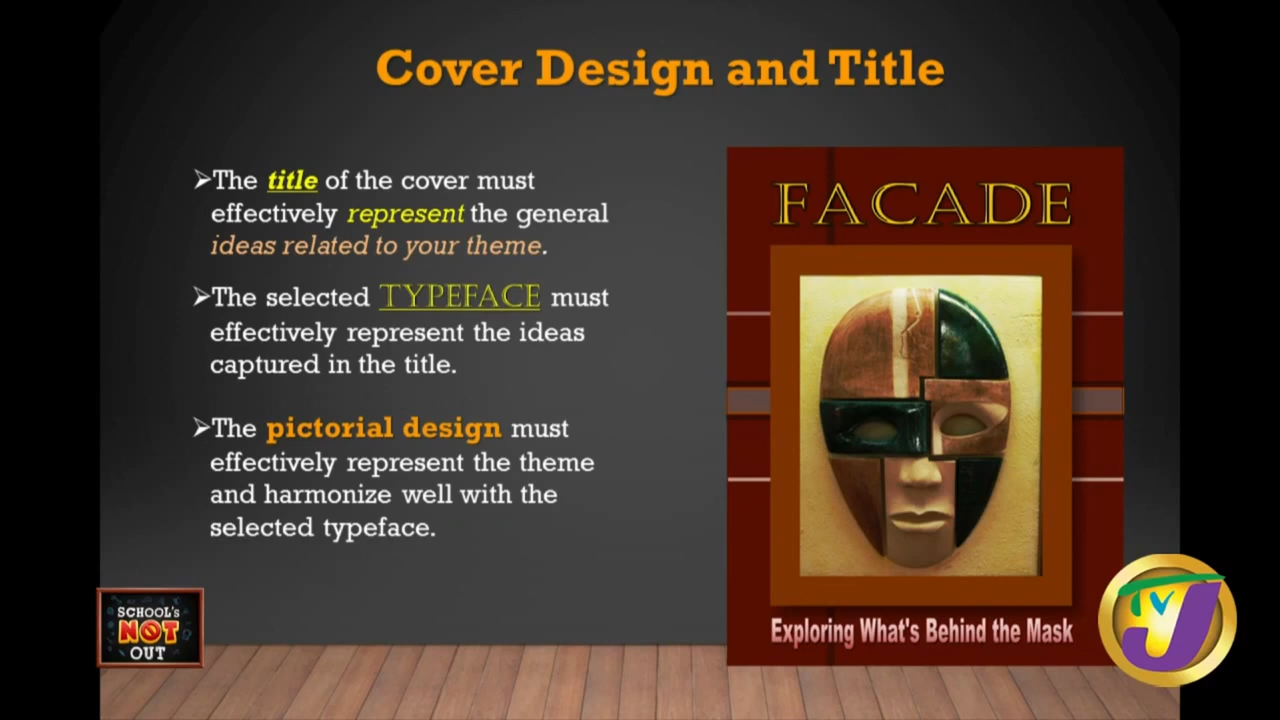 Cover Design and Title
➢The title of the cover must
effectively represent the general
ideas related to your theme.
➢The selected TYPEFACE must
effectively represent the ideas
captured in the title.
➢The pictorial design must
effectively represent the theme
and harmonize well with the
selected typeface.
FACADE
Exploring What's Behind the Mask
SCHOOL's
NOT
OUT
TVJ